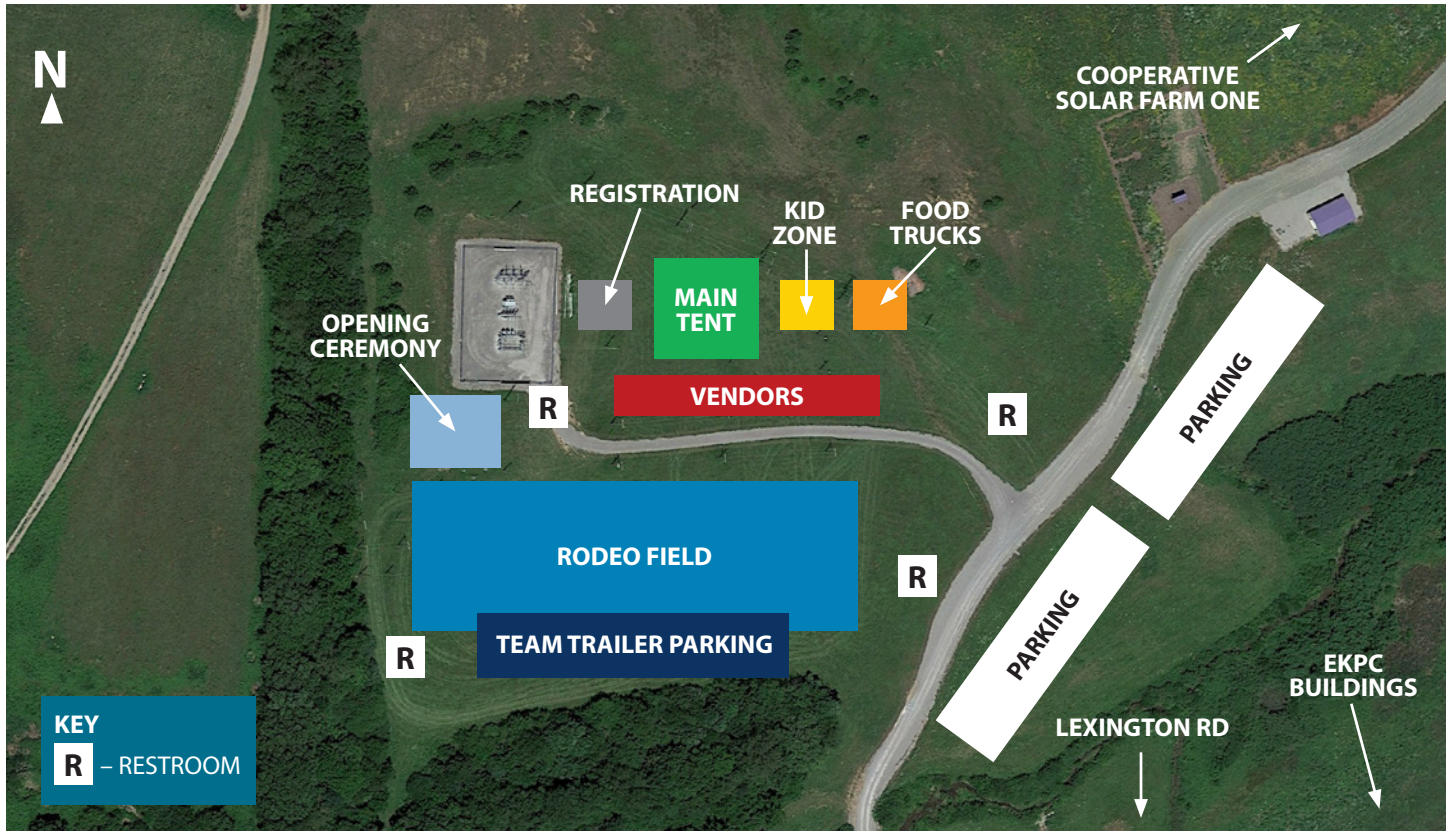 N
COOPERATIVE
SOLAR FARM ONE
REGISTRATION
KID
ZONE
FOOD
TRUCKS
MAIN
TENT
OPENING
CEREMONY
VENDORS
R
R
PARKING
RODEO FIELD
R
PARKING
TEAM TRAILER PARKING
R
EKPC
BUILDINGS
LEXINGTON RD
KEY
R – RESTROOM